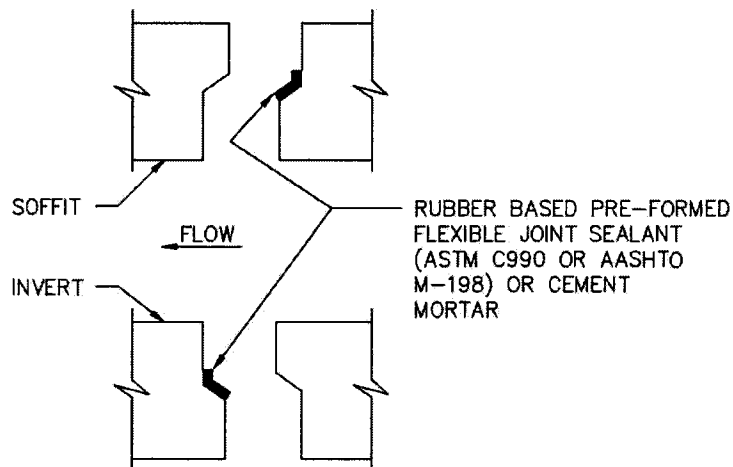 SOFFIT
FLOW
INVERT
RUBBER BASED PRE-FORMED
FLEXIBLE JOINT SEALANT
(ASTM C990 OR AASHTO
M-198) OR CEMENT
MORTAR